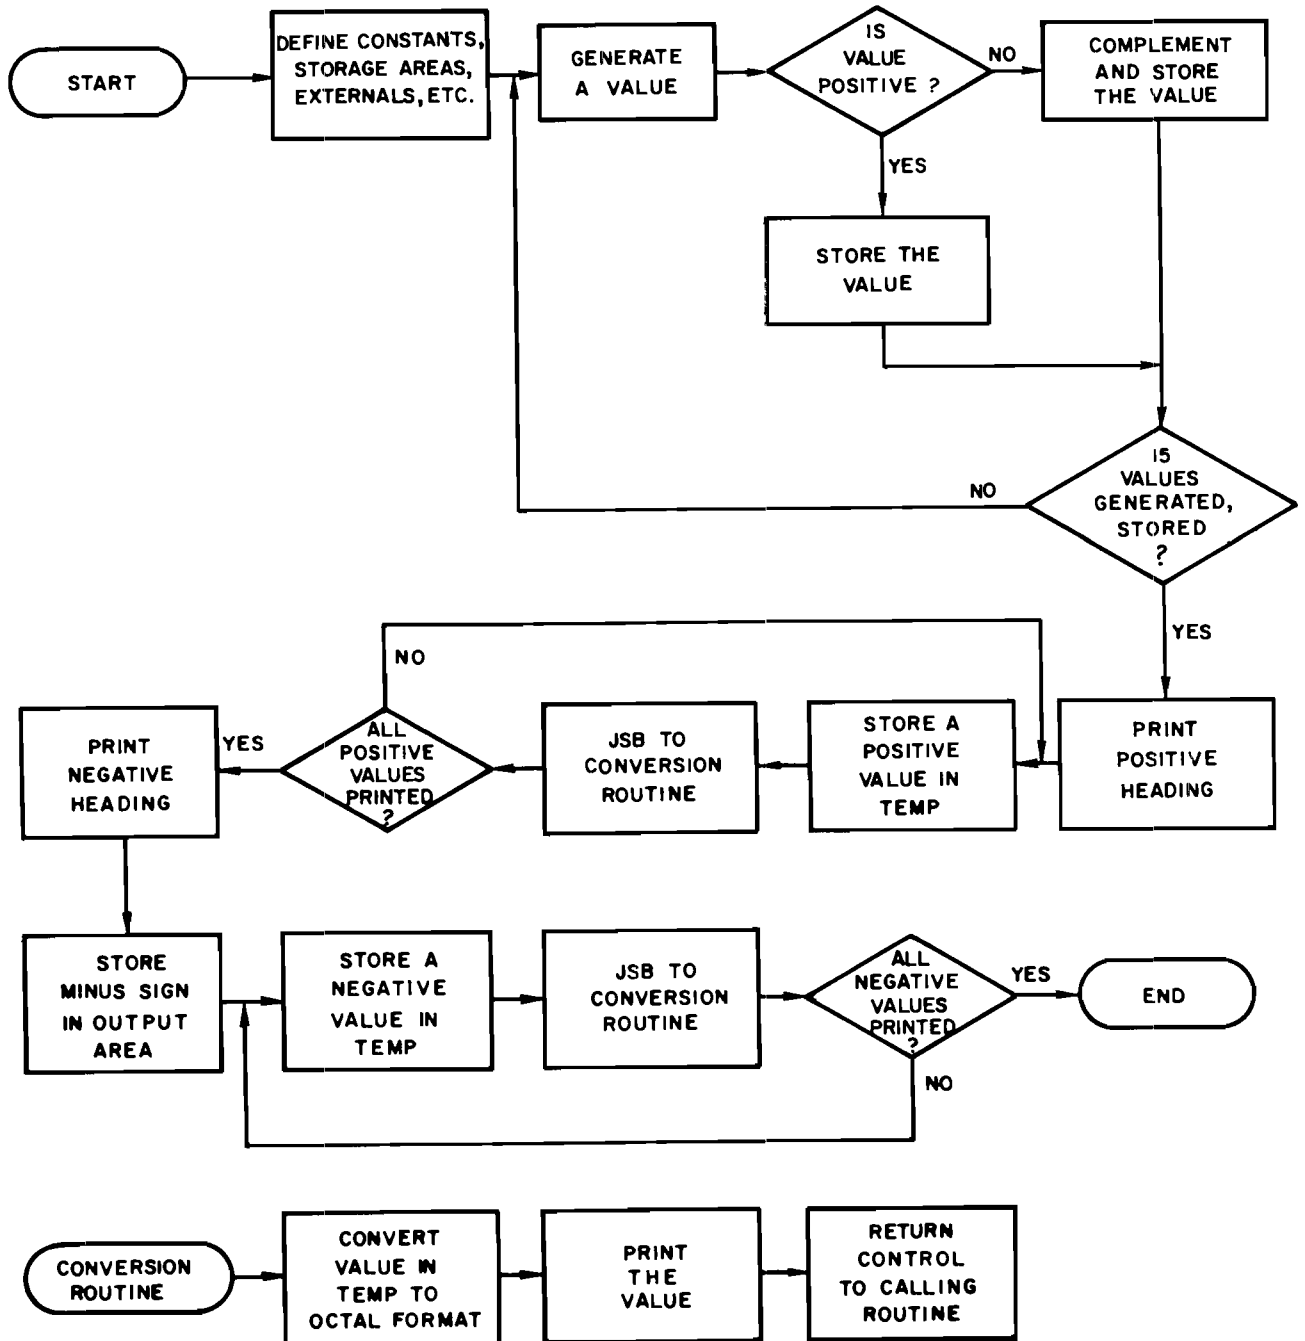 START
DEFINE CONSTANTS,
STORAGE AREAS,
EXTERNALS, ETC.
GENERATE
A VALUE
IS
VALUE
POSITIVE ?
NO
COMPLEMENT
AND STORE
THE VALUE
YES
STORE THE
VALUE
15
VALUES
GENERATED,
STORED
?
NO
YES
PRINT
POSITIVE
HEADING
STORE A
POSITIVE
VALUE IN
TEMP
JSB TO
CONVERSION
ROUTINE
ALL
POSITIVE
VALUES
PRINTED
?
NO
YES
PRINT
NEGATIVE
HEADING
STORE
MINUS SIGN
IN OUTPUT
AREA
STORE A
NEGATIVE
VALUE IN
TEMP
JSB TO
CONVERSION
ROUTINE
ALL
NEGATIVE
VALUES
PRINTED
?
YES
NO
END
CONVERSION
ROUTINE
CONVERT
VALUE IN
TEMP TO
OCTAL FORMAT
PRINT
THE
VALUE
RETURN
CONTROL
TO CALLING
ROUTINE